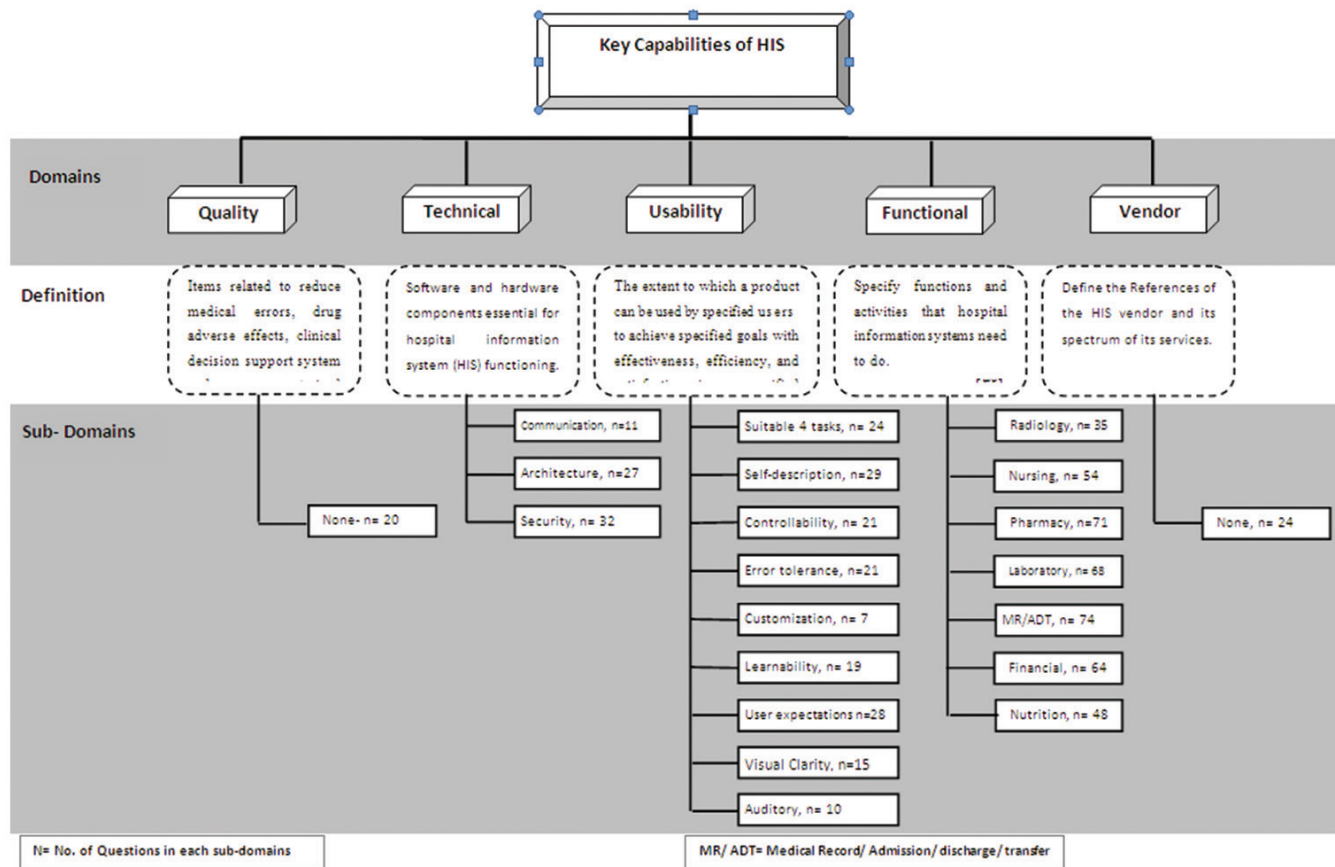 Key Capabilities of HIS
Domains
Quality
Technical
Usability
Functional
Vendor
Definition
Items related to reduce
medical errors, drug
adverse effects, clinical
decision support system
Software and hardware
components essential for
hospital information
system (HIS) functioning.
The extent to which a product
can be used by specified users
to achieve specified goals with
effectiveness, efficiency, and
Specify functions and
activities that hospital
information systems need
to do.
Define the References of
the HIS vendor and its
spectrum of its services.
Sub- Domains
None- n= 20
Communication, n=11
Architecture, n=27
Security, n= 32
Suitable 4 tasks, n= 24
Self-description, n=29
Controllability, n= 21
Error tolerance, n=21
Customization, n= 7
Learnability, n= 19
User expectations n=28
Visual Clarity, n=15
Auditory, n= 10
Radiology, n= 35
Nursing, n= 54
Pharmacy, n=71
Laboratory, n= 68
MR/ADT, n= 74
Financial, n= 64
Nutrition, n= 48
None, n= 24
N= No. of Questions in each sub-domains
MR/ ADT= Medical Record/ Admission/ discharge/ transfer